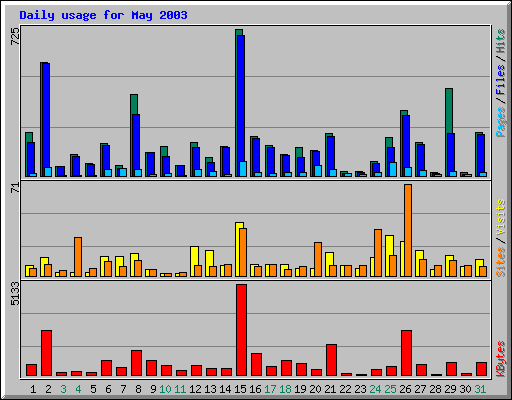 Daily usage for May 2003
725
Pages / Files / Hits
71
Sites / Visits
5133
KBytes
1 2 3 4 5 6 7 8 9 10 11 12 13 14 15 16 17 18 19 20 21 22 23 24 25 26 27 28 29 30 31